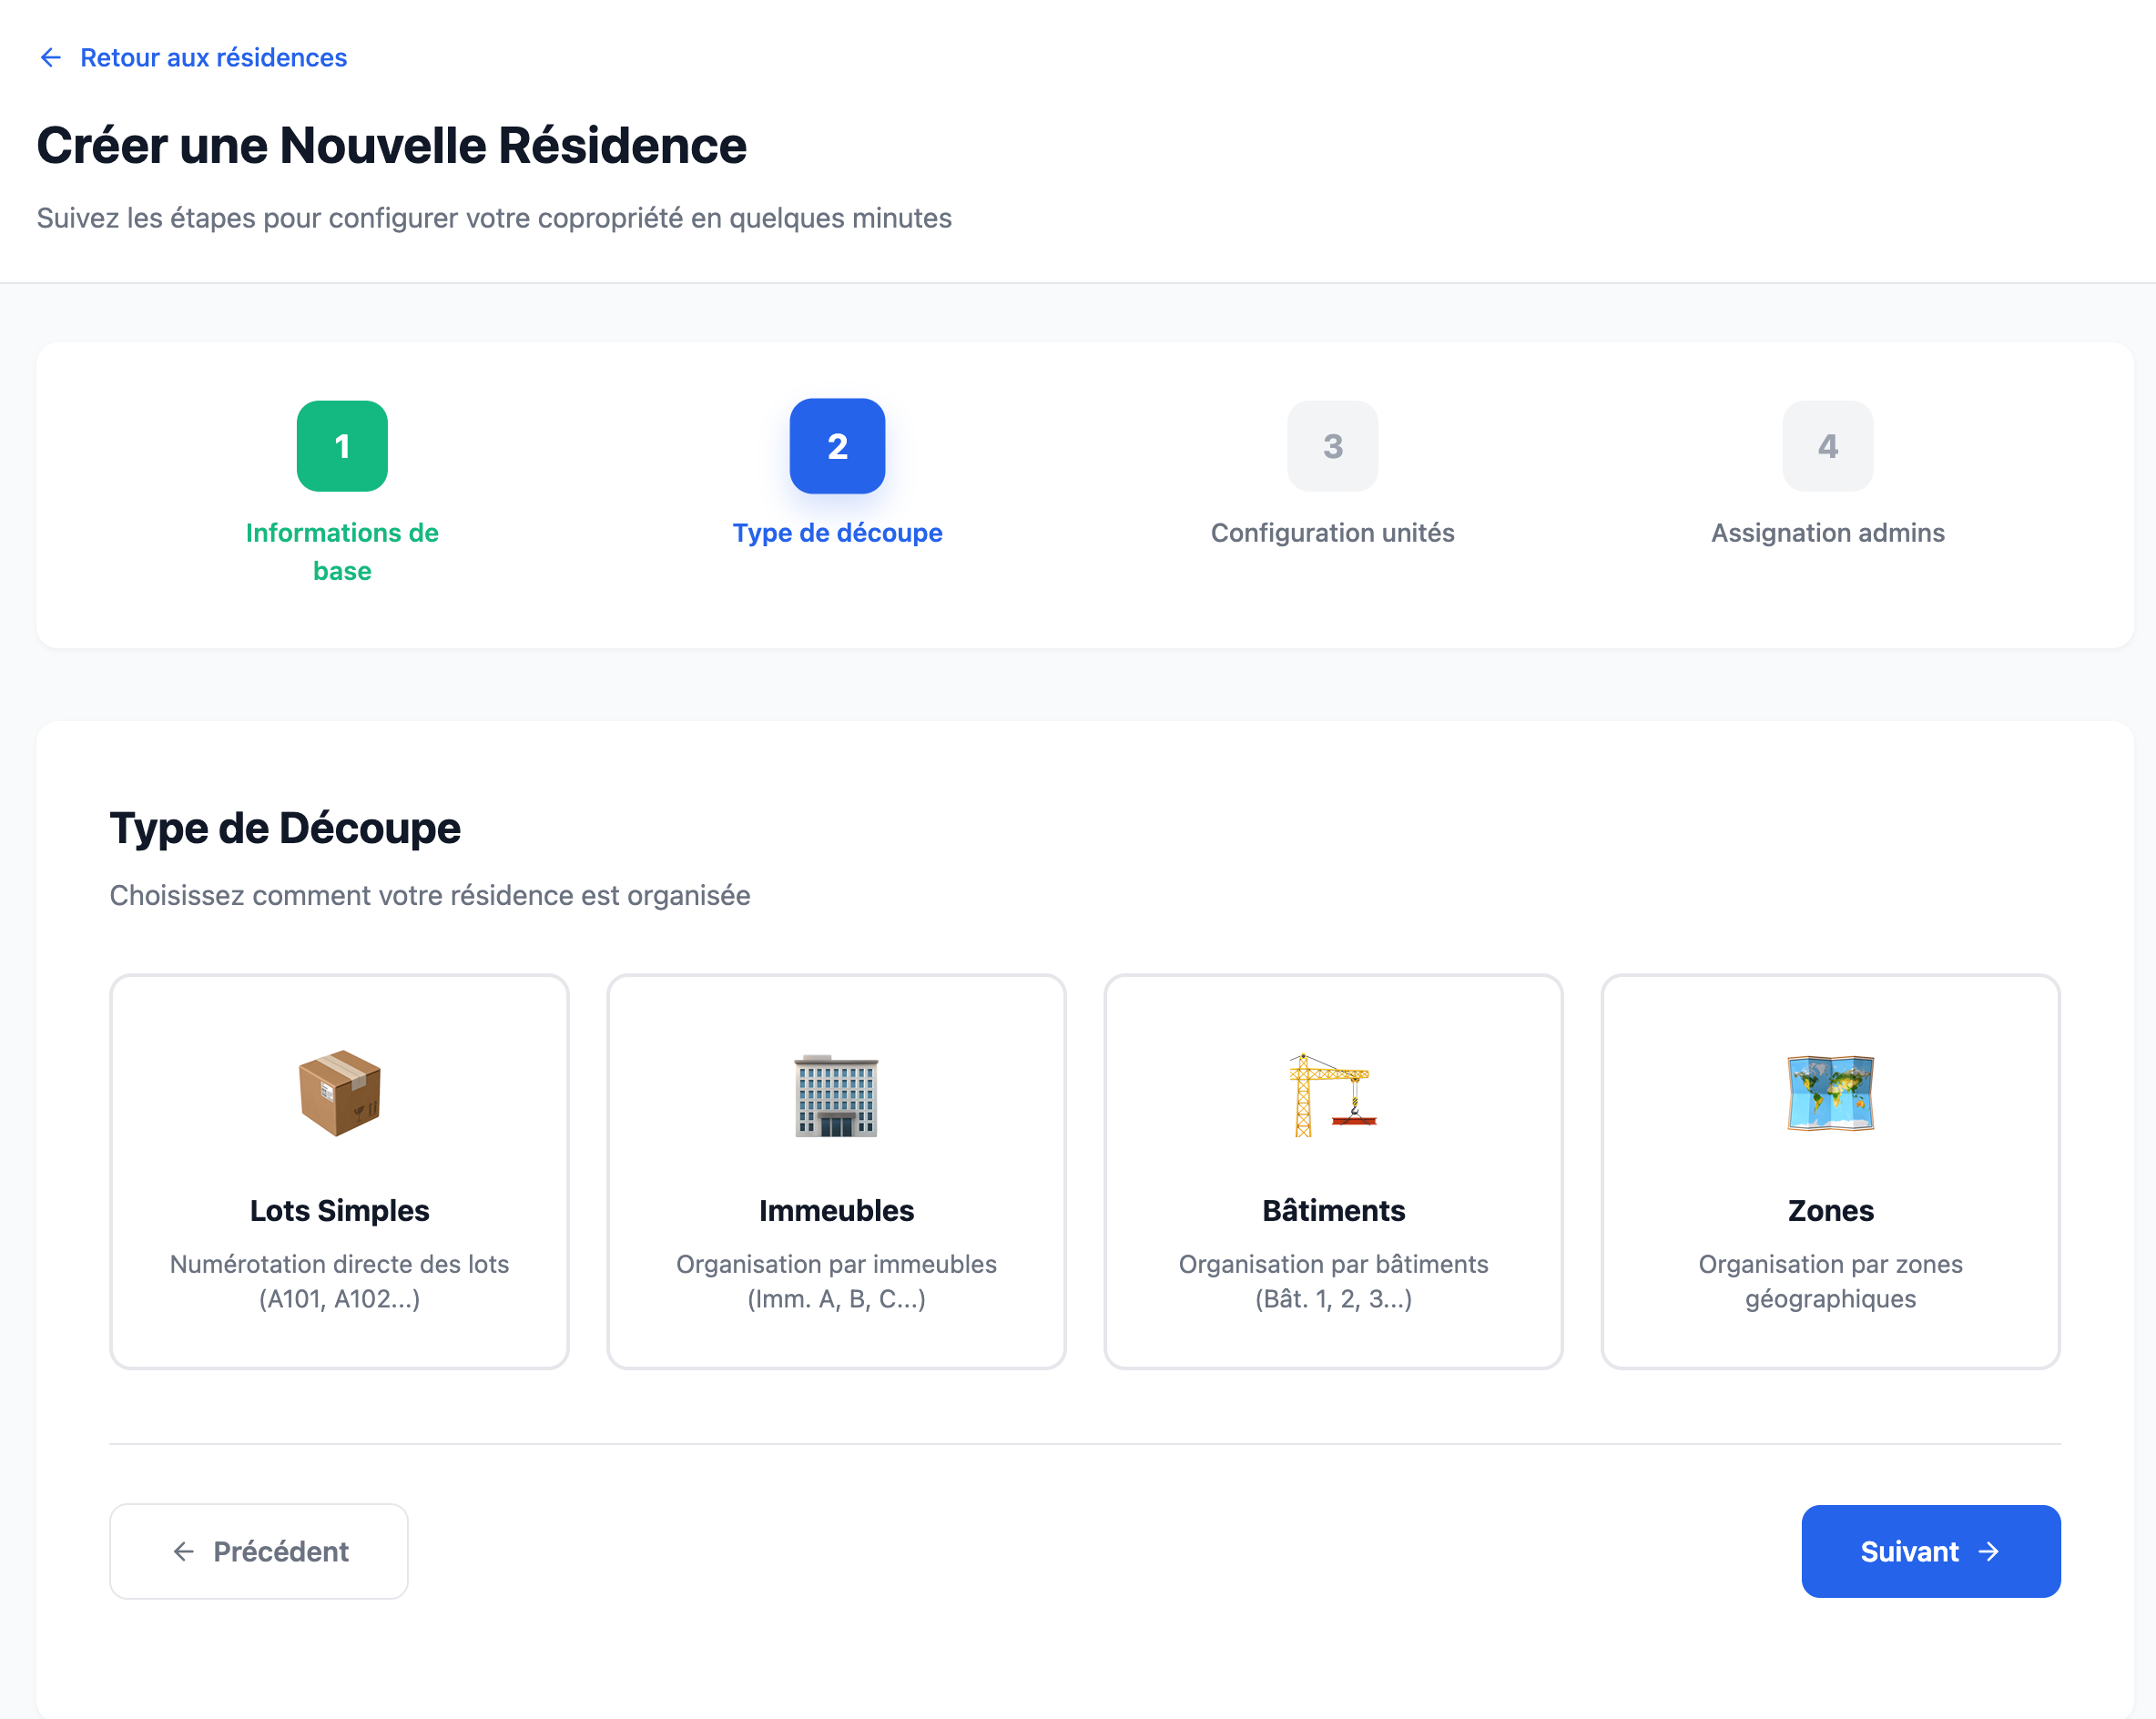 ← Retour aux résidences
Créer une Nouvelle Résidence
Suivez les étapes pour configurer votre copropriété en quelques minutes
1
Informations de
base
2
Type de découpe
3
Configuration unités
4
Assignation admins
Type de Découpe
Choisissez comment votre résidence est organisée
Lots Simples
Numérotation directe des lots
(A101, A102...)
Immeubles
Organisation par immeubles
(Imm. A, B, C...)
Bâtiments
Organisation par bâtiments
(Bât. 1, 2, 3...)
Zones
Organisation par zones
géographiques
← Précédent
Suivant →